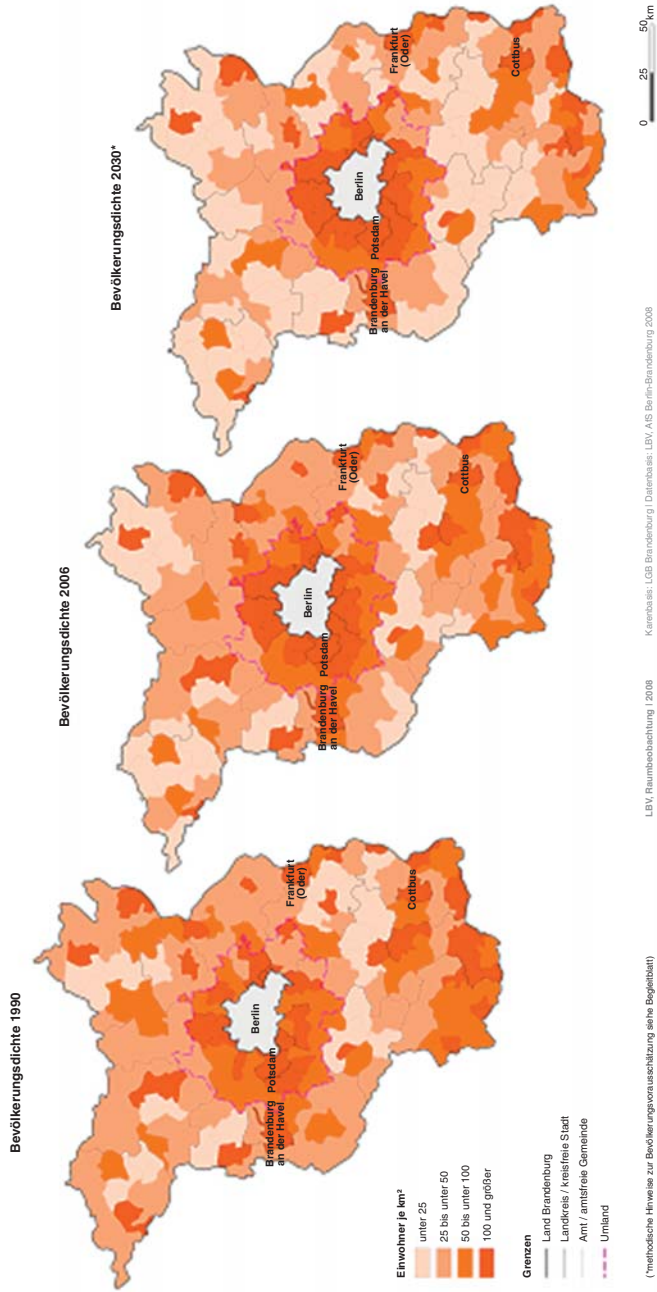 Bevölkerungsdichte 1990
Berlin
Potsdam
Brandenburg
an der Havel
Frankfurt
(Oder)
Cottbus
Bevölkerungsdichte 2006
Berlin
Potsdam
Brandenburg
an der Havel
Frankfurt
(Oder)
Cottbus
Bevölkerungsdichte 2030*
Berlin
Potsdam
Brandenburg
an der Havel
Frankfurt
(Oder)
Cottbus
Einwohner je km²
unter 25
25 bis unter 50
50 bis unter 100
100 und größer
Grenzen
Land Brandenburg
Landkreis / kreisfreie Stadt
Amt / amtsfreie Gemeinde
Umland
0 25 50 km
(*methodische Hinweise zur Bevölkerungsvorausschätzung siehe Begleitblatt)
LBV, Raumbeobachtung | 2008
Karenbasis: LGB Brandenburg | Datenbasis: LBV, AfS Berlin-Brandenburg 2008